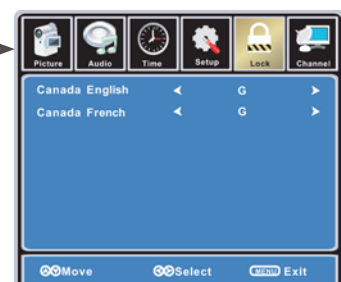 Picture Audio Time Setup Lock Channel
Canada English G
Canada French G
Move Select MENU Exit